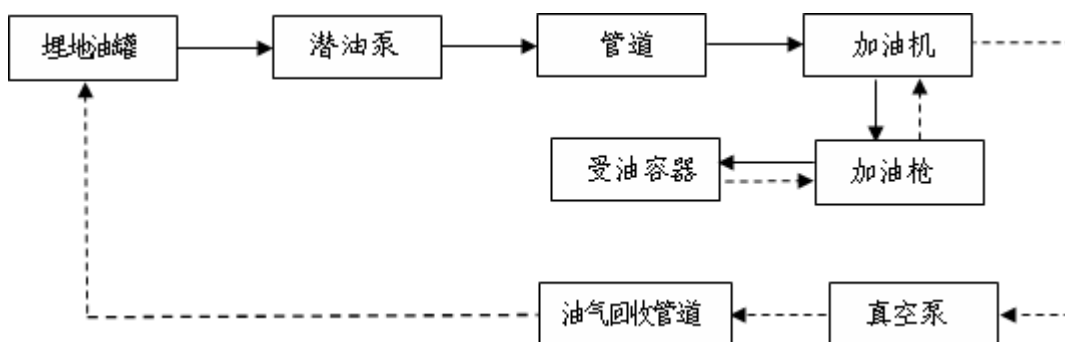 埋地油罐
潜油泵
管道
加油机
受油容器
加油枪
油气回收管道
真空泵